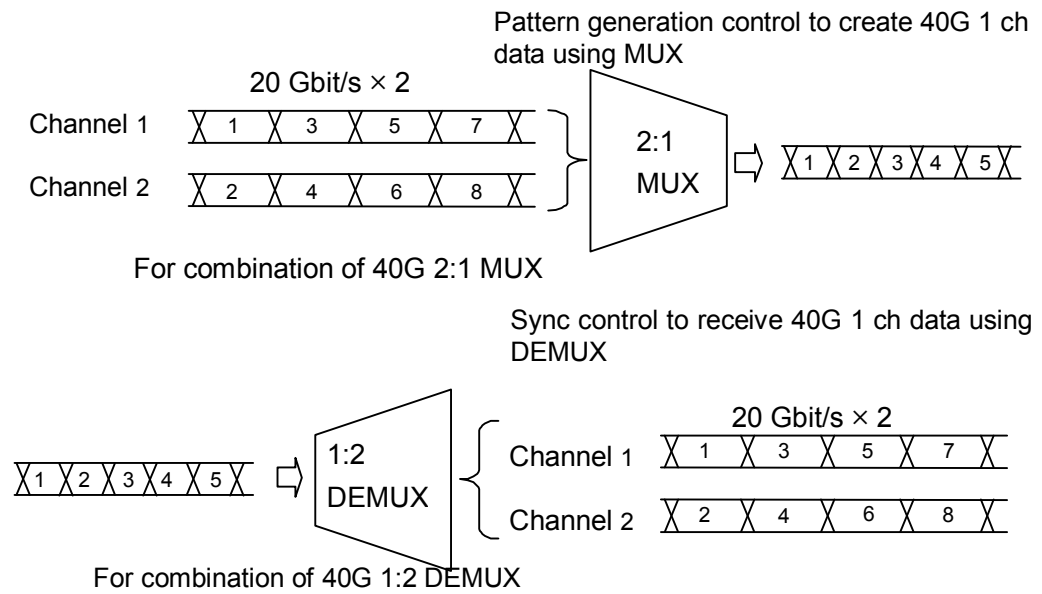 Pattern generation control to create 40G 1 ch
data using MUX
20 Gbit/s × 2
Channel 1
1 3 5 7
2:1
MUX
1 2 3 4 5
Channel 2
2 4 6 8
For combination of 40G 2:1 MUX
Sync control to receive 40G 1 ch data using
DEMUX
20 Gbit/s × 2
1:2
DEMUX
Channel 1
1 3 5 7
1 2 3 4 5
Channel 2
2 4 6 8
For combination of 40G 1:2 DEMUX